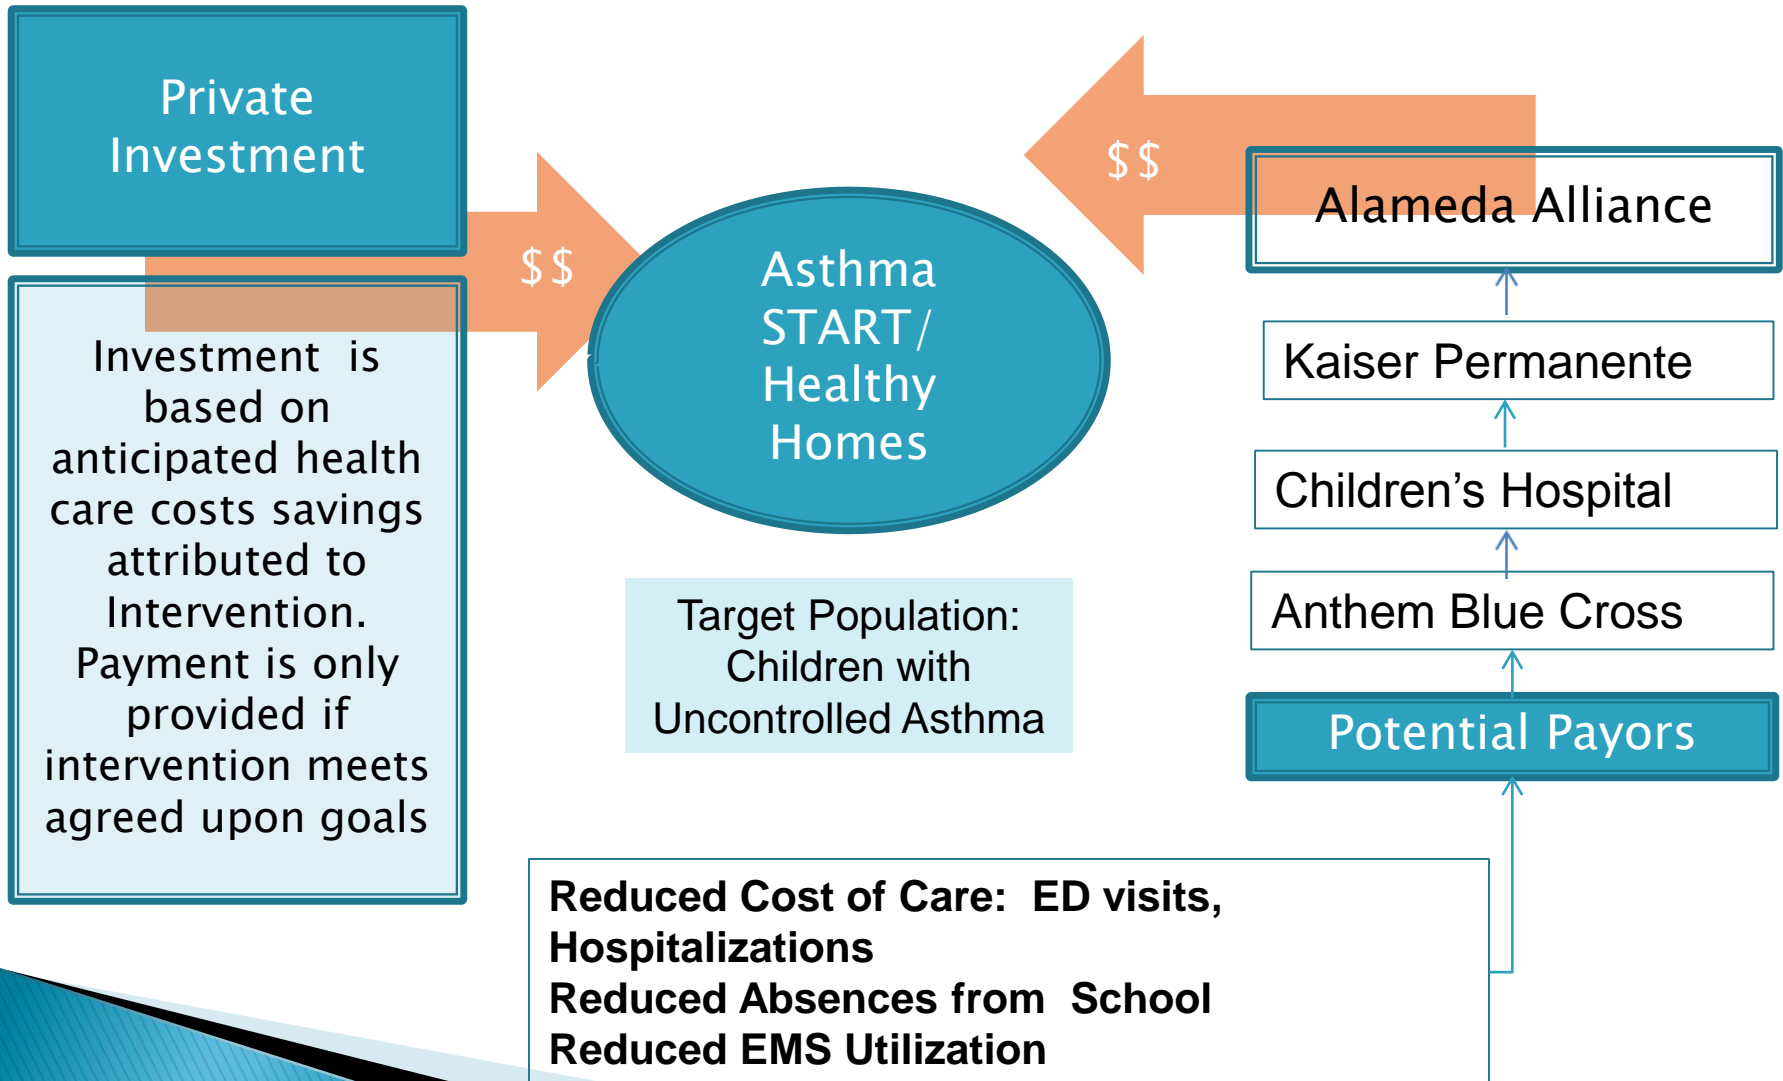 Private
Investment
$$
Investment  is
based on
anticipated health
care costs savings
attributed to
Intervention.
Payment is only
provided if
intervention meets
agreed upon goals
Asthma
START/
Healthy
Homes
Target Population:
Children with
Uncontrolled Asthma
$$
Alameda Alliance
Kaiser Permanente
Children’s Hospital
Anthem Blue Cross
Potential Payors
Reduced Cost of Care:  ED visits,
Hospitalizations
Reduced Absences from  School
Reduced EMS Utilization